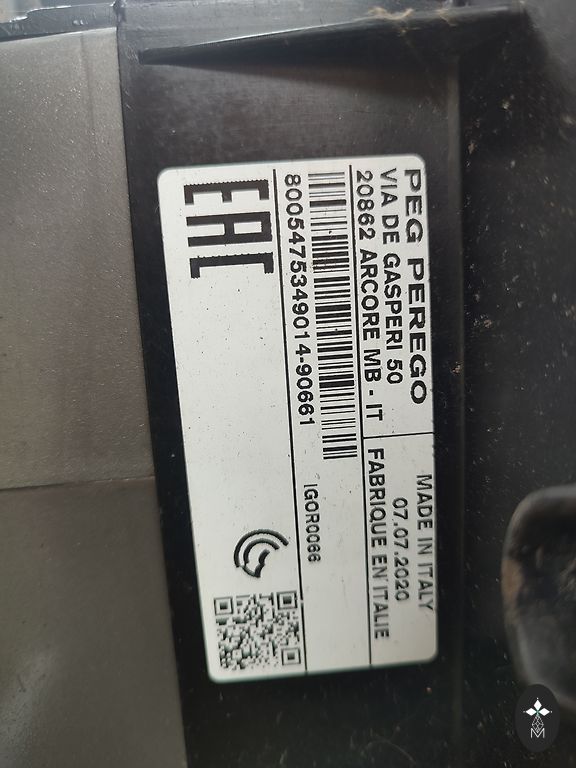 PEG PEREGO
VIA DE GASPERI 50
20862 ARCORE MB - IT
MADE IN ITALY
07.07.2020
FABRIQUE EN ITALIE
8005475349014-90661
IGOR0066
EAC
M